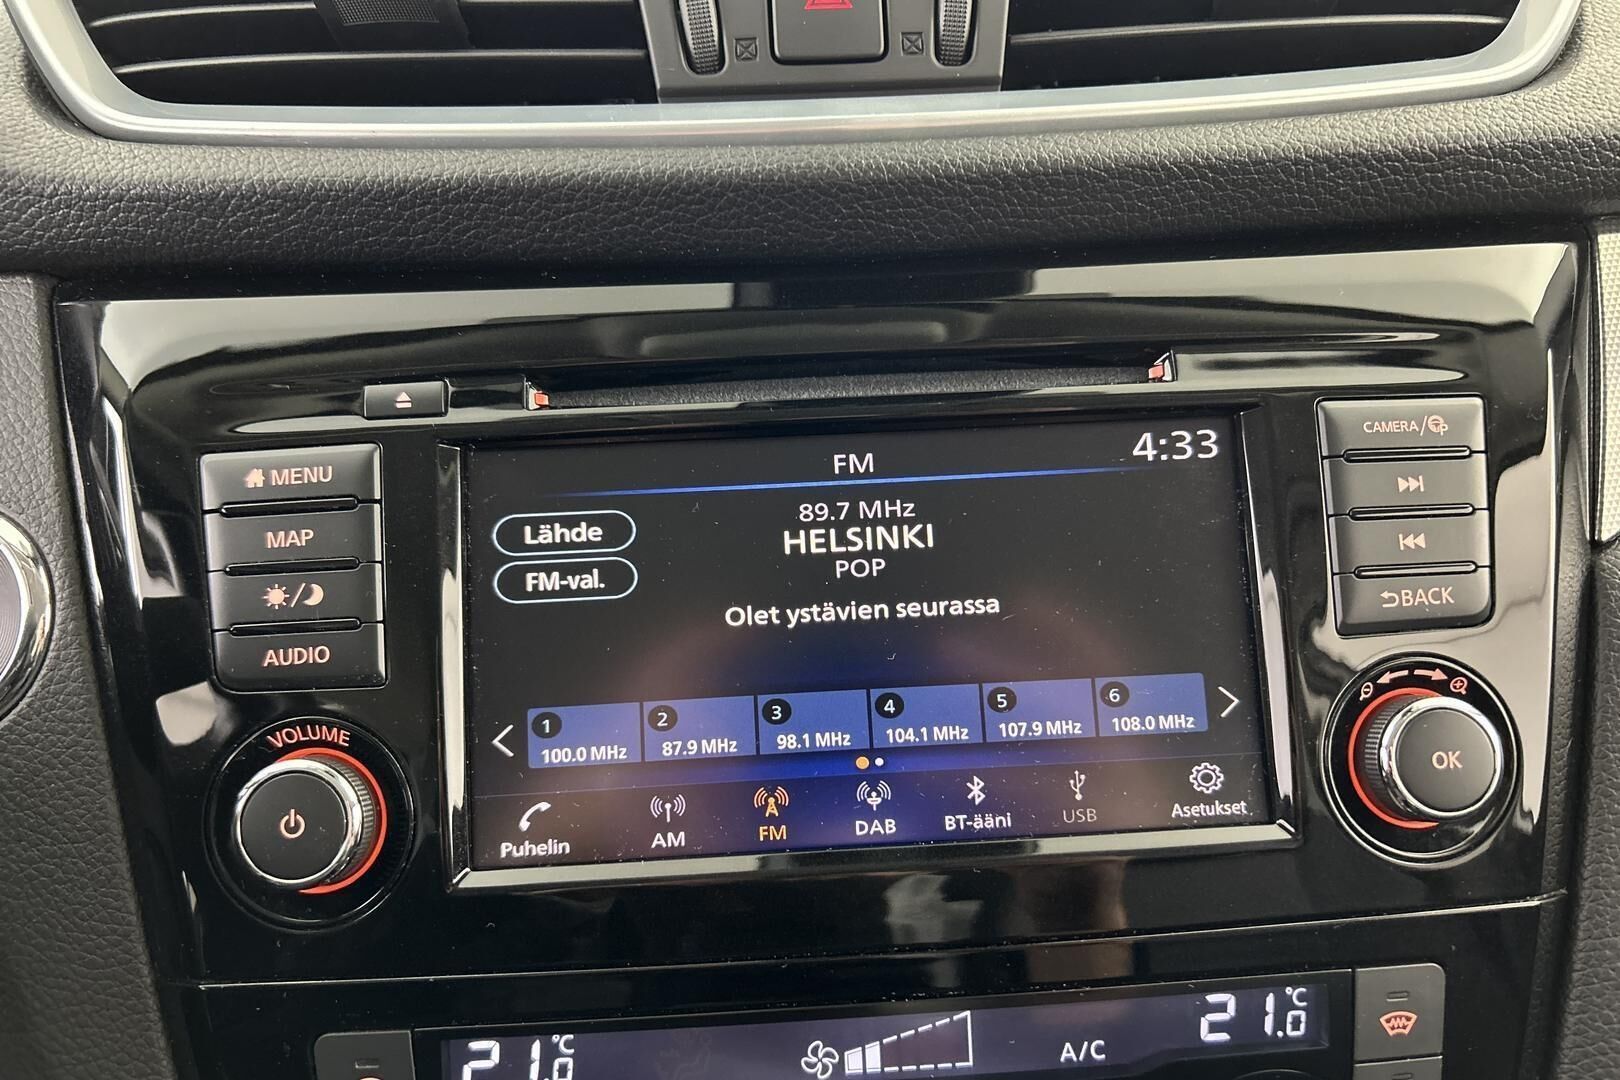 FM
4:33
89.7 MHz
HELSINKI
POP
Olet ystävien seurassa
Lähde
FM-val.
1
100.0 MHz
2
87.9 MHz
3
98.1 MHz
4
104.1 MHz
5
107.9 MHz
6
108.0 MHz
Puhelin
AM
FM
DAB
BT-ääni
USB
Asetukset
MENU
MAP
AUDIO
VOLUME
CAMERA/
BACK
OK
21.0 °C
A/C
21.0 °C